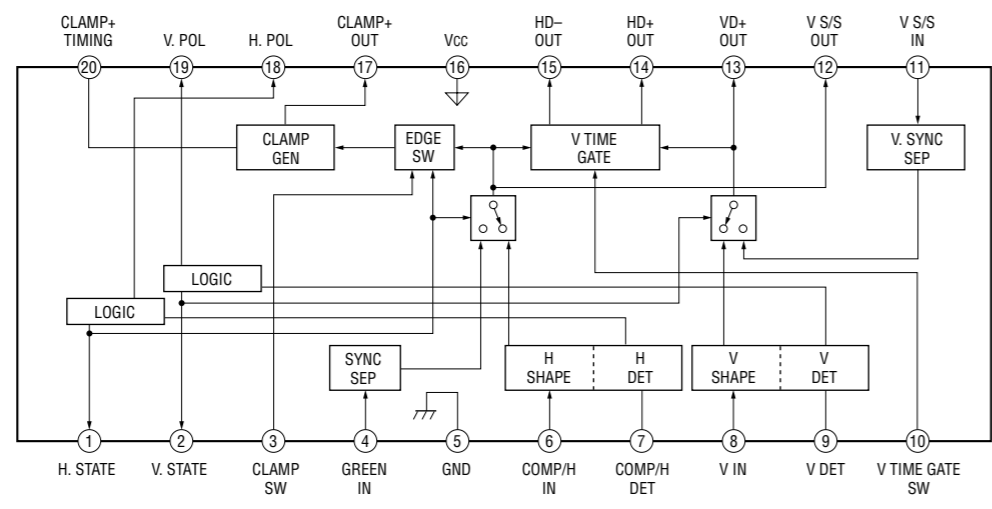 CLAMP+
TIMING
V. POL
H. POL
CLAMP+
OUT
VCC
HD−
OUT
HD+
OUT
VD+
OUT
V S/S
OUT
V S/S
IN
20
19
18
17
16
15
14
13
12
11
CLAMP
GEN
EDGE
SW
V TIME
GATE
V. SYNC
SEP
LOGIC
LOGIC
SYNC
SEP
H
SHAPE
H
DET
V
SHAPE
V
DET
1
2
3
4
5
6
7
8
9
10
H. STATE
V. STATE
CLAMP
SW
GREEN
IN
GND
COMP/H
IN
COMP/H
DET
V IN
V DET
V TIME GATE
SW